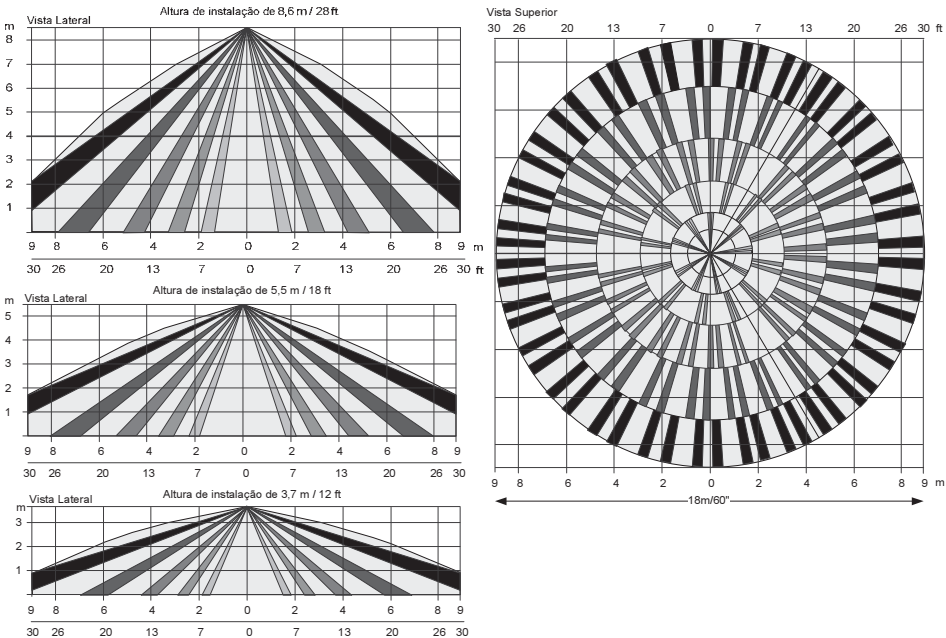 Altura de instalação de 8,6 m / 28 ft
m Vista Lateral
8
7
6
5
4
3
2
1
9 8 6 4 2 0 2 4 6 8 9 m
30 26 20 13 7 0 7 13 20 26 30 ft
Altura de instalação de 5,5 m / 18 ft
m Vista Lateral
5
4
3
2
1
9 8 6 4 2 0 2 4 6 8 9
30 26 20 13 7 0 7 13 20 26 30
Altura de instalação de 3,7 m / 12 ft
Vista Lateral
m
3
2
1
9 8 6 4 2 0 2 4 6 8 9
30 26 20 13 7 0 7 13 20 26 30
Vista Superior
30 26 20 13 7 0 7 13 20 26 30 ft
9 8 6 4 2 0 2 4 6 8 9 m
18m/60"